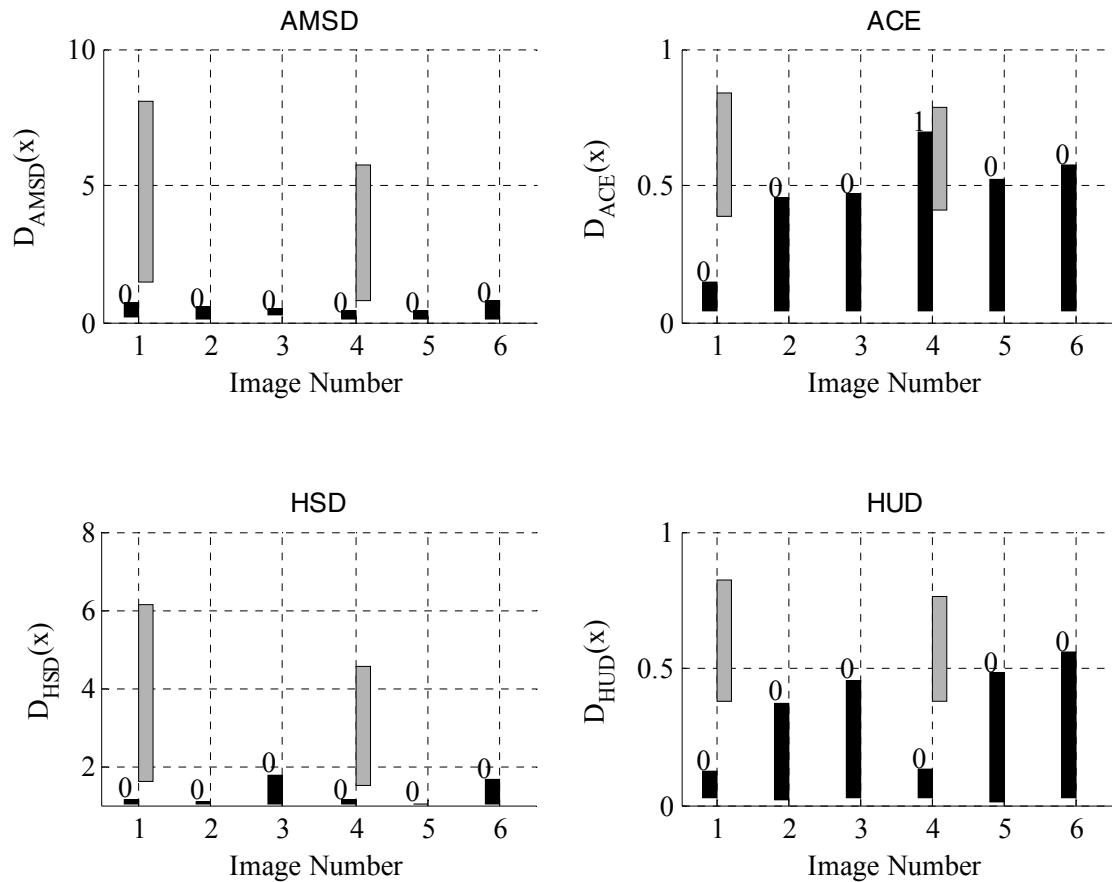 AMSD
10
5
0
D_AMSD(x)
0 0 0 0 0 0
1 2 3 4 5 6
Image Number
ACE
1
0.5
0
D_ACE(x)
0 0 0 1 0 0
1 2 3 4 5 6
Image Number
HSD
8
6
4
2
D_HSD(x)
0 0 0 0 0 0
1 2 3 4 5 6
Image Number
HUD
1
0.5
0
D_HUD(x)
0 0 0 0 0 0
1 2 3 4 5 6
Image Number